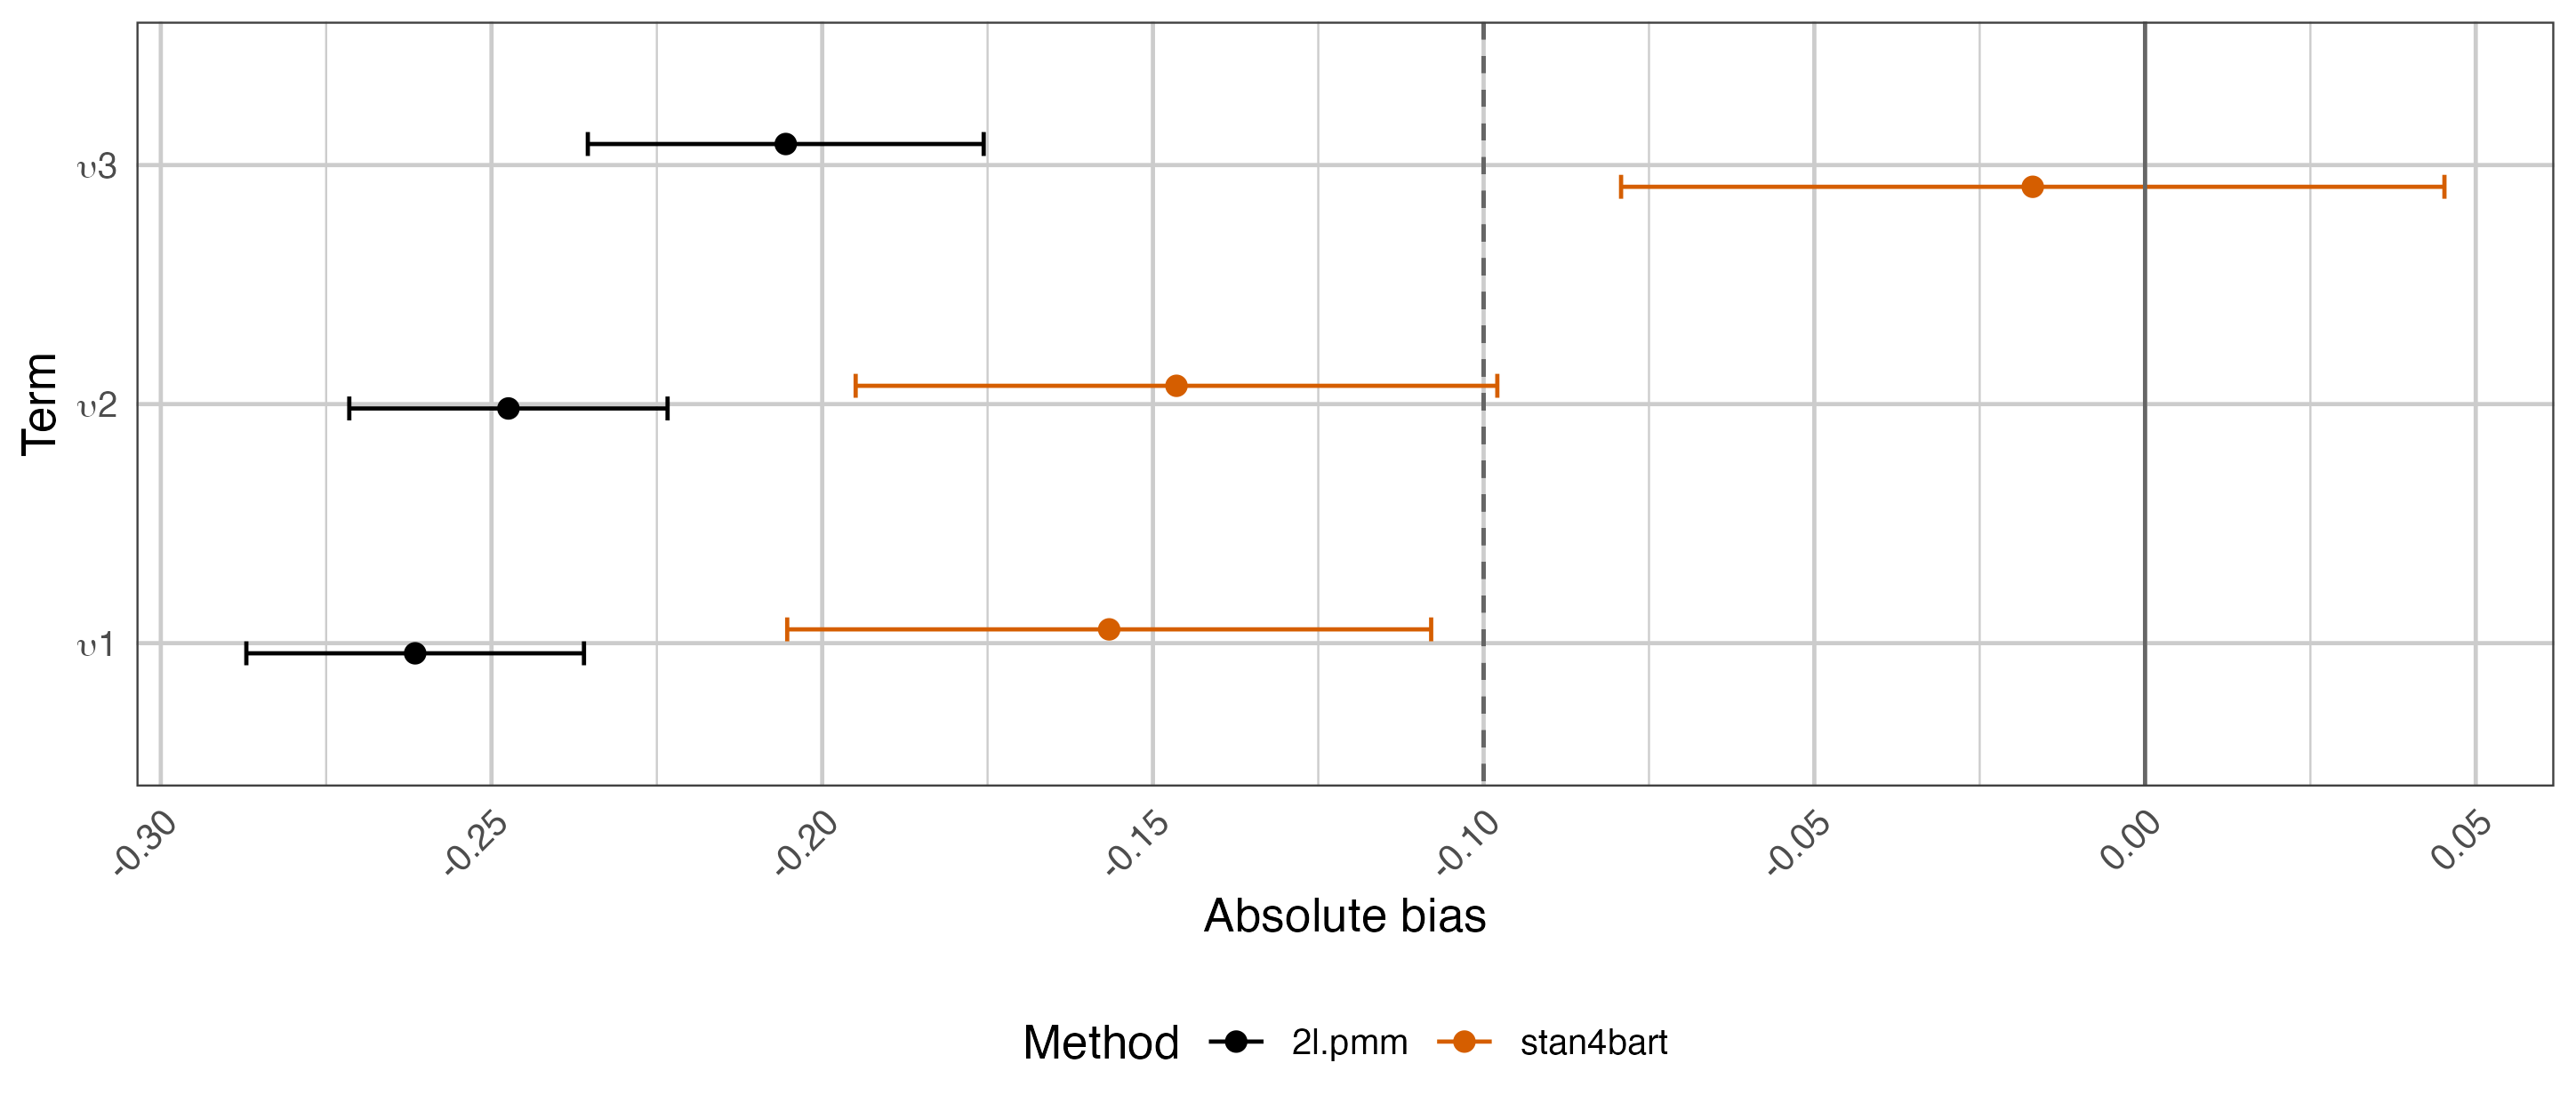 Term
υ3
υ2
υ1
-0.30 -0.25 -0.20 -0.15 -0.10 -0.05 0.00 0.05
Absolute bias
Method 2l.pmm stan4bart